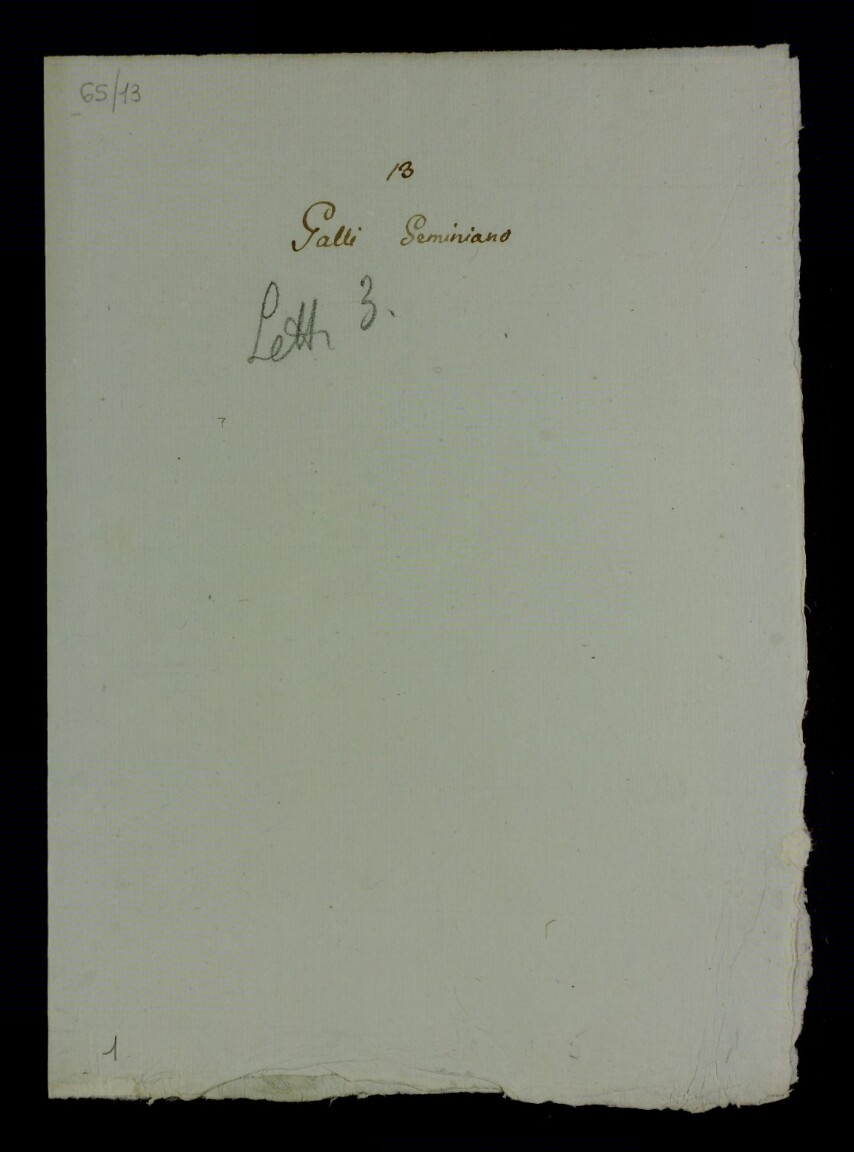 65/13
13
Galli Geminiano
Lett. 3.
1